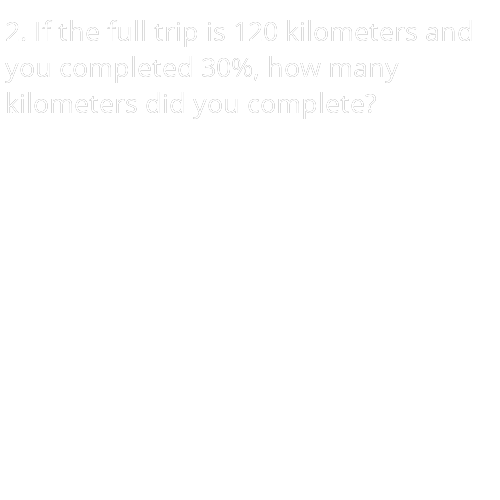 2. If the full trip is 120 kilometers and
you completed 30%, how many
kilometers did you complete?